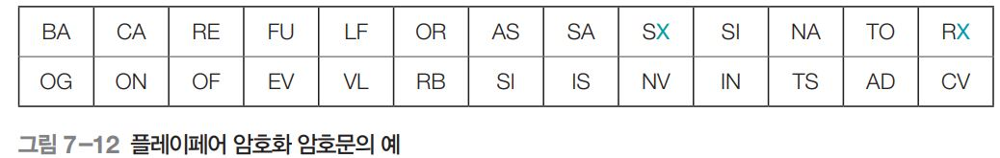 BA CA RE FU LF OR AS SA SX SI NA TO RX
OG ON OF EV VL RB SI IS NV IN TS AD CV
그림 7-12 플레이페어 암호화 암호문의 예